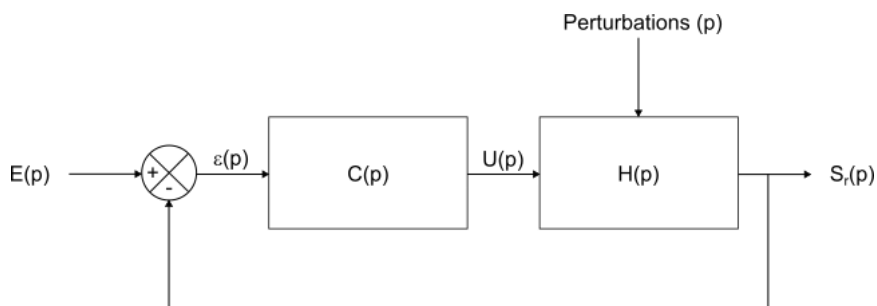 Perturbations (p)
E(p)
+
-
ε(p)
C(p)
U(p)
H(p)
Sr(p)